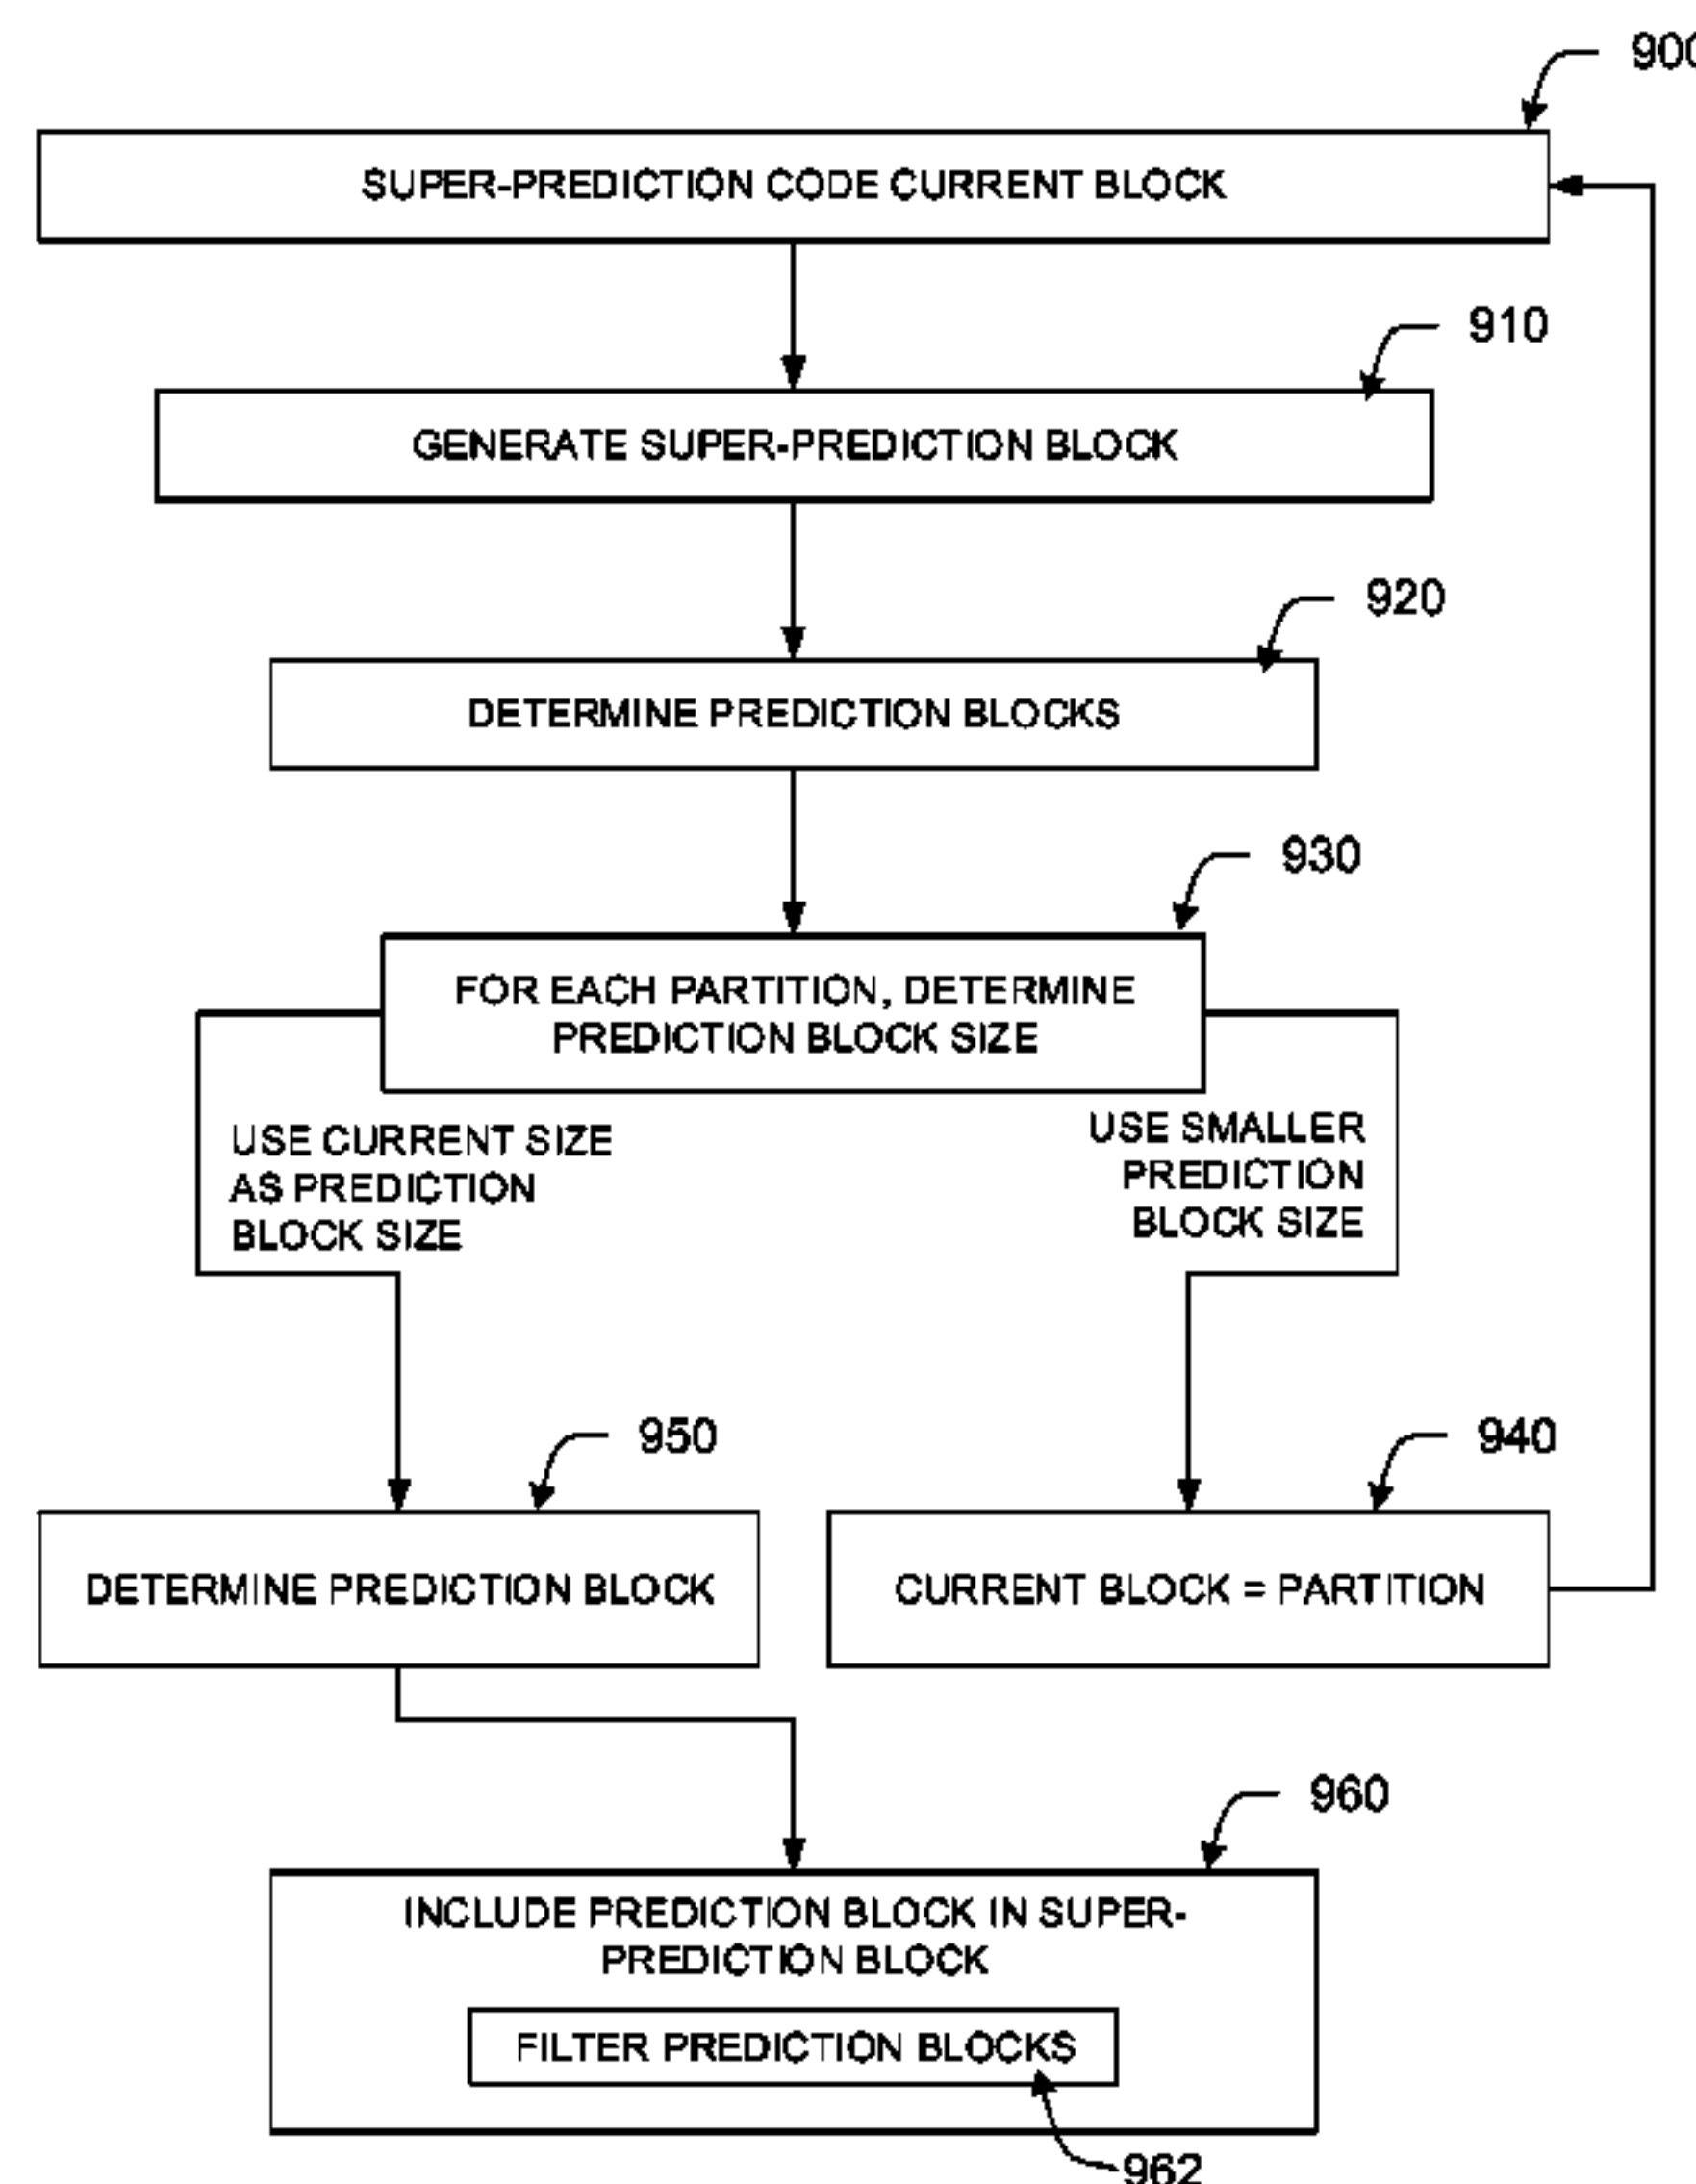 900
SUPER-PREDICTION CODE CURRENT BLOCK
910
GENERATE SUPER-PREDICTION BLOCK
920
DETERMINE PREDICTION BLOCKS
930
FOR EACH PARTITION, DETERMINE
PREDICTION BLOCK SIZE
USE CURRENT SIZE
AS PREDICTION
BLOCK SIZE
USE SMALLER
PREDICTION
BLOCK SIZE
950
940
DETERMINE PREDICTION BLOCK
CURRENT BLOCK = PARTITION
960
INCLUDE PREDICTION BLOCK IN SUPER-
PREDICTION BLOCK
FILTER PREDICTION BLOCKS
962